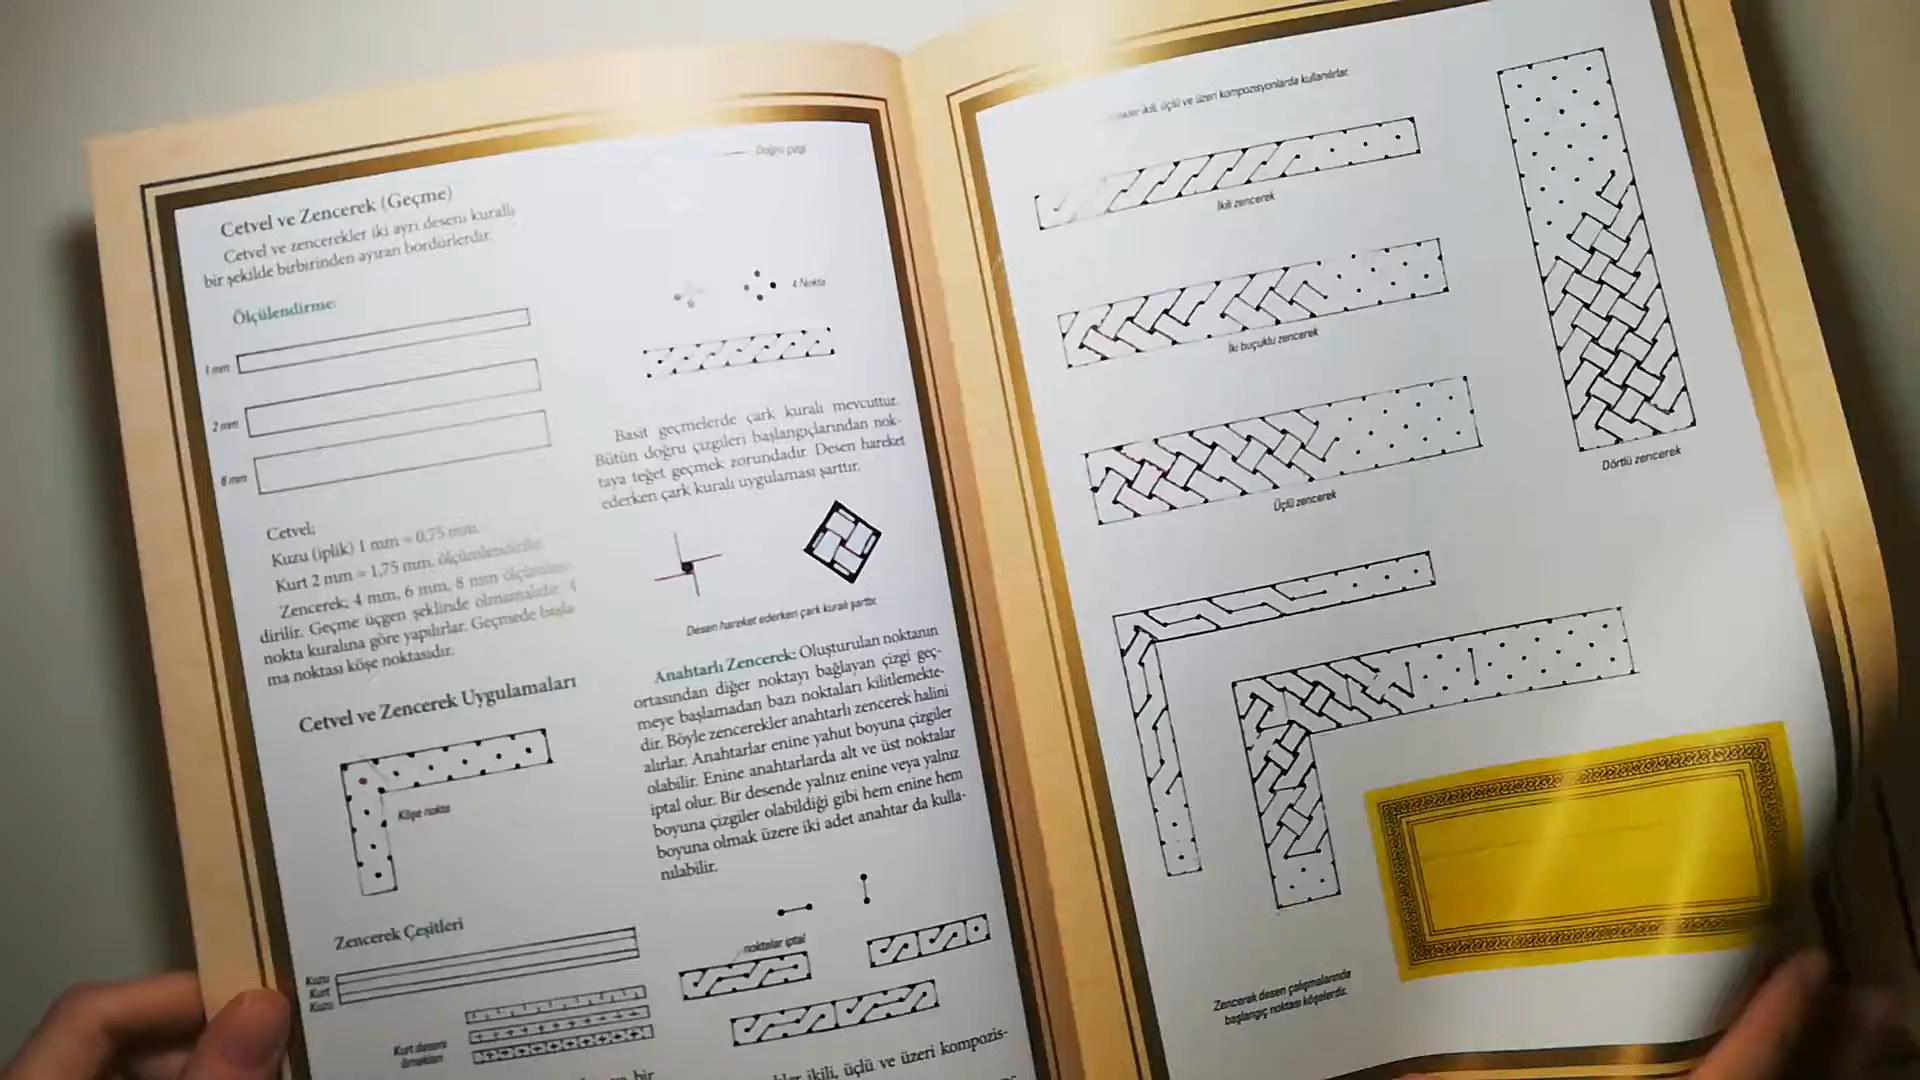 Cetvel ve Zencerek (Geçme)
Cetvel ve zencerekler iki ayrı deseni kurallı
bir şekilde birbirinden ayıran bordürlerdir.
Ölçülendirme:
1 mm
2 mm
8 mm
Cetvel;
Kuzu (iplik) 1 mm = 0,75 mm.
Kurt 2 mm = 1,75 mm. ölçümlendirilir.
Zencerek; 4 mm, 6 mm, 8 mm
dirilir. Geçme üçgen şeklinde olmamalıdır. 4
nokta kuralına göre yapılırlar. Geçmede başla-
ma noktası köşe noktasıdır.
Cetvel ve Zencerek Uygulamaları
Köşe nokta
Zencerek Çeşitleri
Kuzu
Kurt
Kuzu
Kurt deseni
örnekleri
bir
Doğru çizgi
4 Nokta
Basit geçmelerde çark kuralı mevcuttur.
Bütün doğru çizgileri başlangıçlarından nok-
taya teğet geçmek zorundadır. Desen hareket
ederken çark kuralı uygulaması şarttır.
Desen hareket ederken çark kuralı şarttır.
Anahtarlı Zencerek: Oluşturulan noktanın
ortasından diğer noktayı bağlayan çizgi geç-
meye başlamadan bazı noktaları kilitlemekte-
dir. Böyle zencerekler anahtarlı zencerek halini
alırlar. Anahtarlar enine yahut boyuna çizgiler
olabilir. Enine anahtarlarda alt ve üst noktalar
iptal olur. Bir desende yalnız enine veya yalnız
boyuna çizgiler olabildiği gibi hem enine hem
boyuna olmak üzere iki adet anahtar da kulla-
nılabilir.
noktalar iptal
ikili, üçlü ve üzeri kompozis-
ikili, üçlü ve üzeri kompozisyonlarda kullanılırlar.
İkili zencerek
İki buçuklu zencerek
Üçlü zencerek
Dörtlü zencerek
Zencerek desen çalışmalarında
başlangıç noktası köşelerdir.